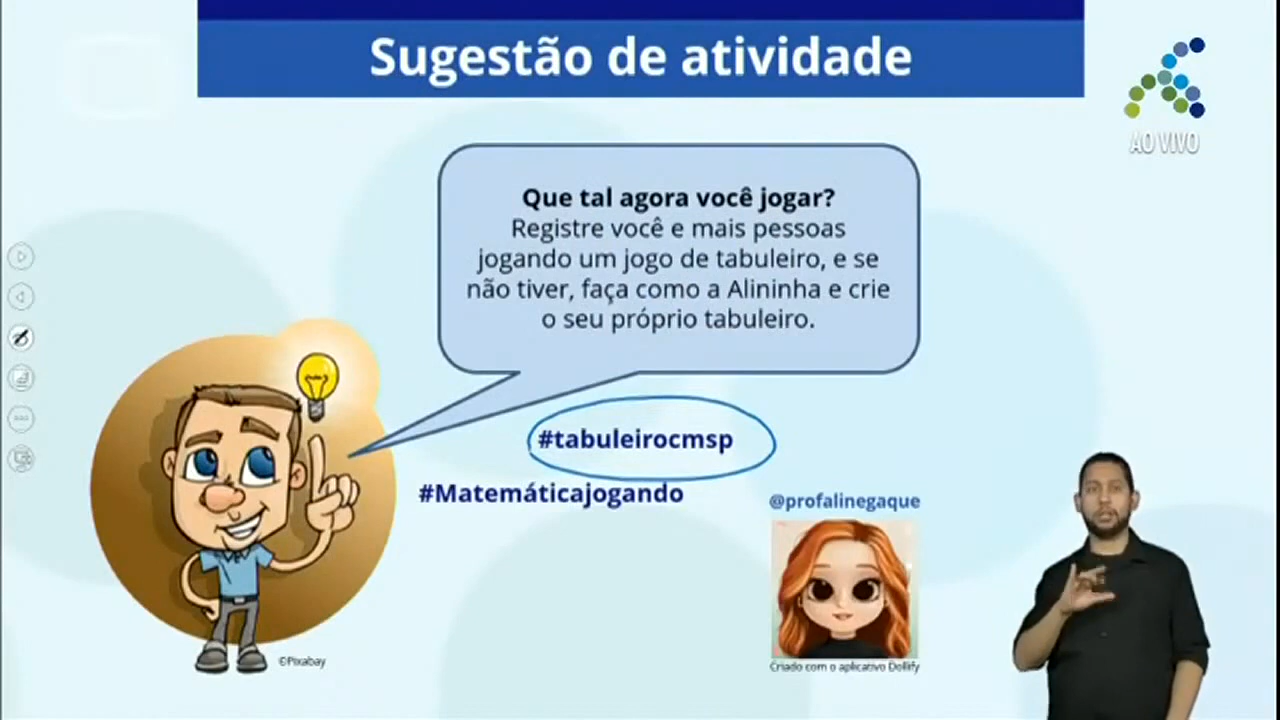 Sugestão de atividade
AO VIVO
Que tal agora você jogar?
Registre você e mais pessoas
jogando um jogo de tabuleiro, e se
não tiver, faça como a Alininha e crie
o seu próprio tabuleiro.
#tabuleirocmsp
#Matemáticajogando
@profalinegaque
©Pixabay
Criado com o aplicativo Dollify